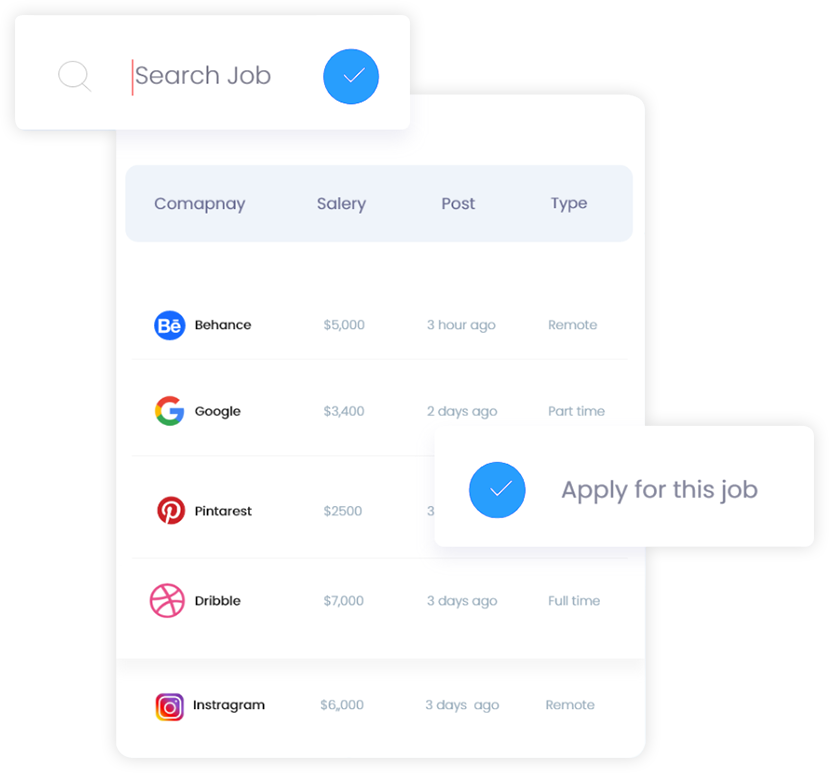 Search Job
Comapnay Salery Post Type
Bē Behance $5,000 3 hour ago Remote
G Google $3,400 2 days ago Part time
Pintarest $2500 3
Apply for this job
Dribble $7,000 3 days ago Full time
Instragram $6,,000 3 days ago Remote